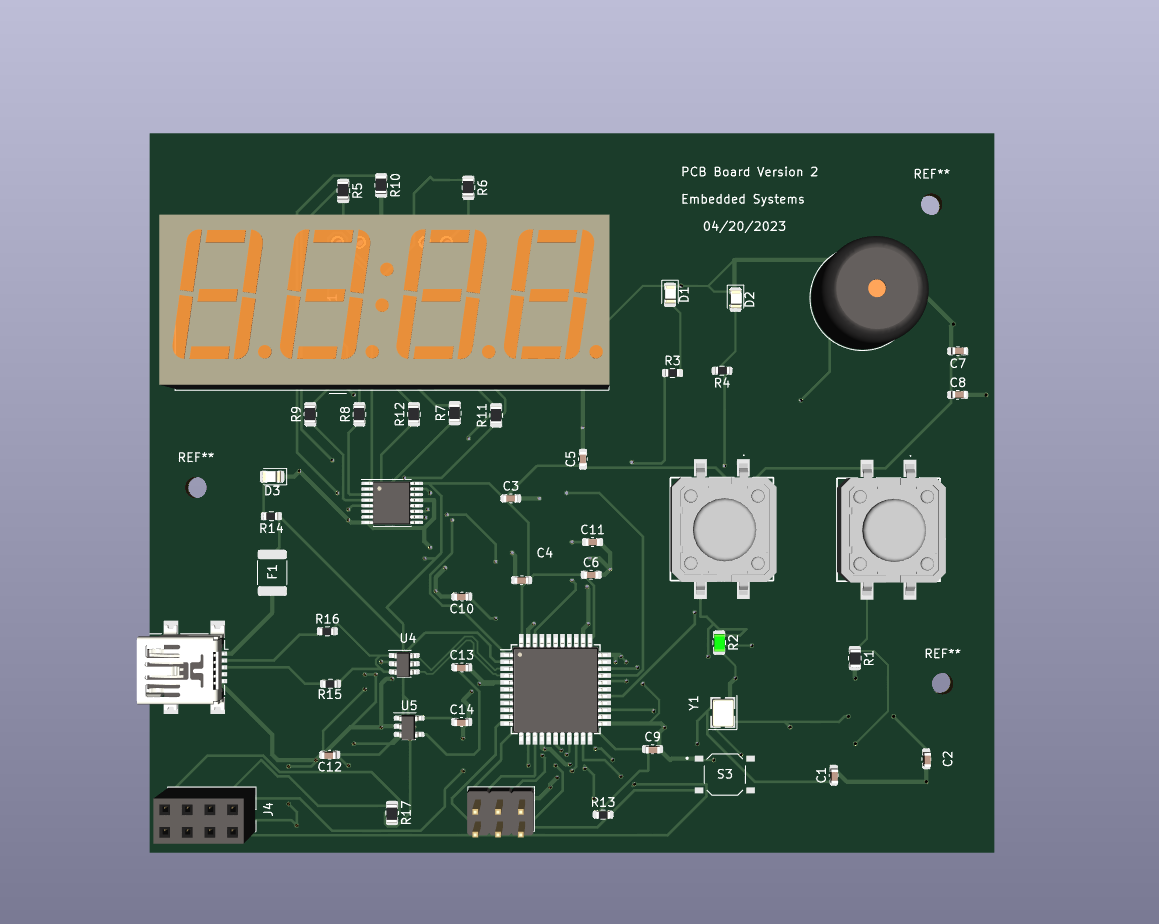 PCB Board Version 2
REF**
Embedded Systems
04/20/2023
R5
R10
R6
D1
D2
R3
R4
C7
C8
R9
R8
R12
R7
R11
REF**
C5
D3
C3
R14
C11
C4
F1
C6
C10
R16
U4
R2
REF**
C13
R1
R15
U5
C14
Y1
C9
C12
C2
S3
C1
J4
R17
R13